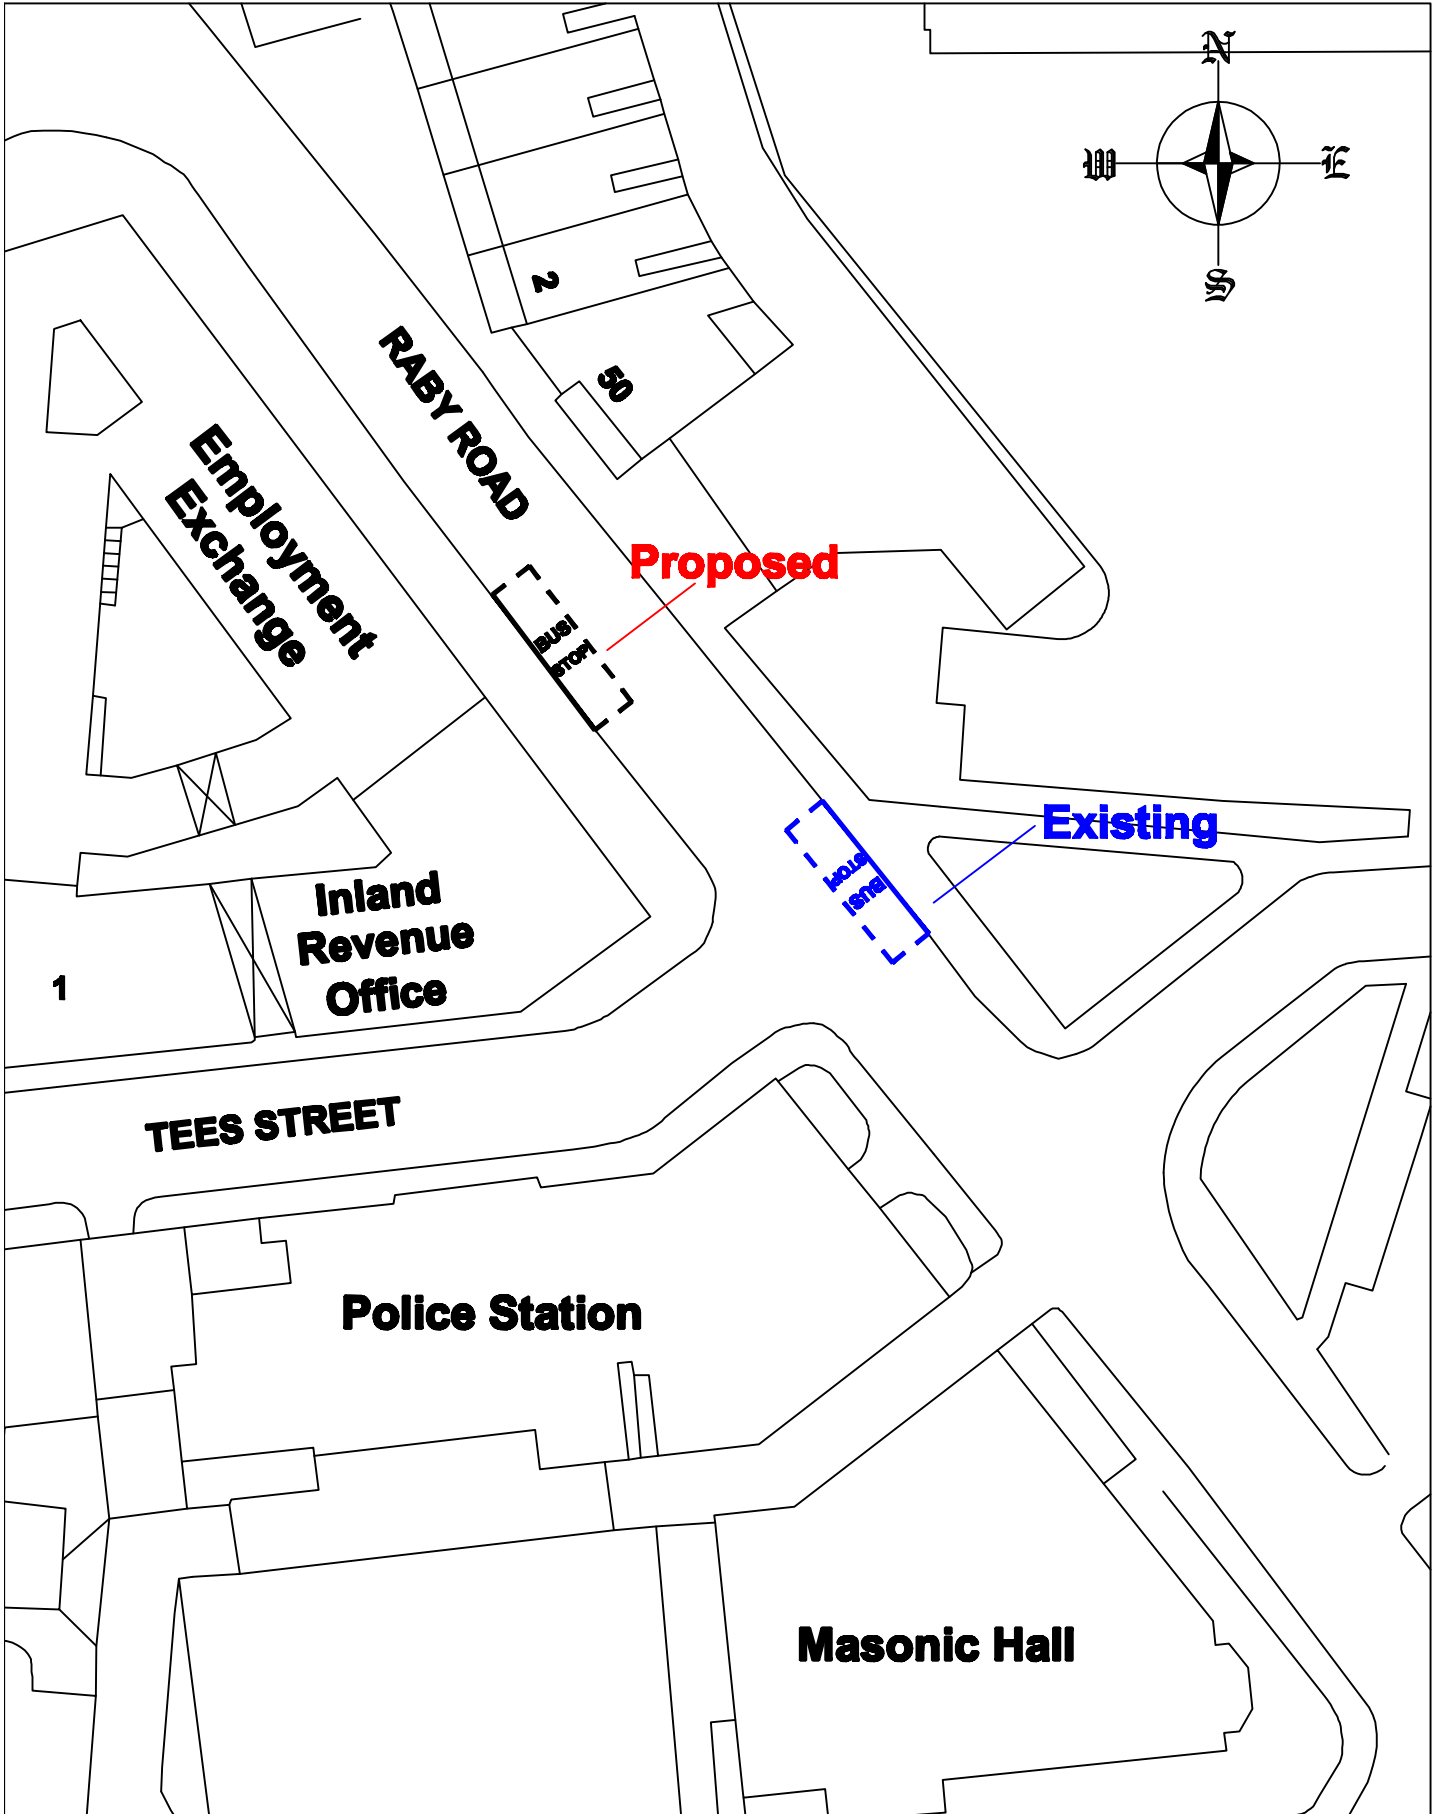 N
W
E
S
2
50
RABY ROAD
Employment
Exchange
Proposed
BUS
STOP
Existing
BUS
STOP
Inland
Revenue
Office
1
TEES STREET
Police Station
Masonic Hall